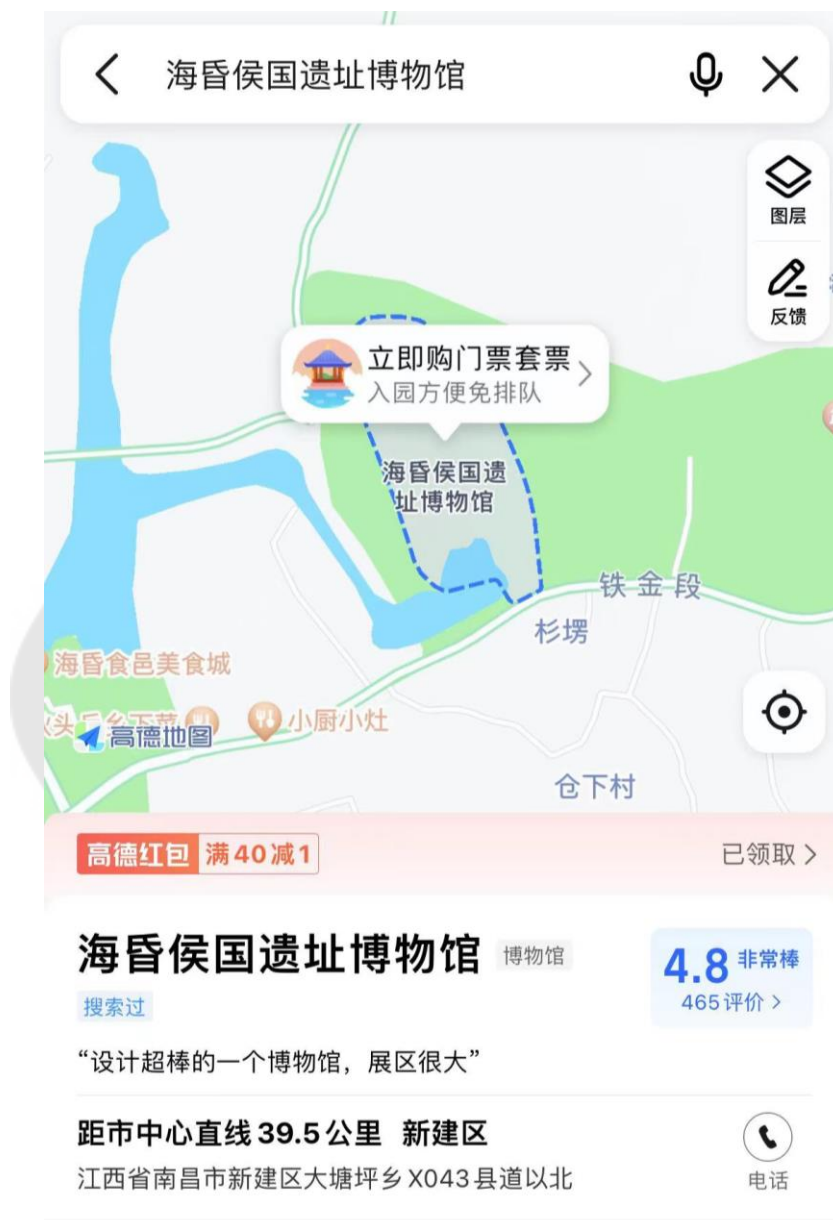 海昏侯国遗址博物馆
图层
反馈
立即购门票套票
入园方便免排队
海昏侯国遗
址博物馆
铁金段
杉塄
海昏食邑美食城
小厨小灶
高德地图
仓下村
高德红包 满40减1
已领取
海昏侯国遗址博物馆 博物馆
4.8 非常棒
465评价
搜索过
“设计超棒的一个博物馆，展区很大”
距市中心直线39.5公里 新建区
江西省南昌市新建区大塘坪乡X043县道以北
电话